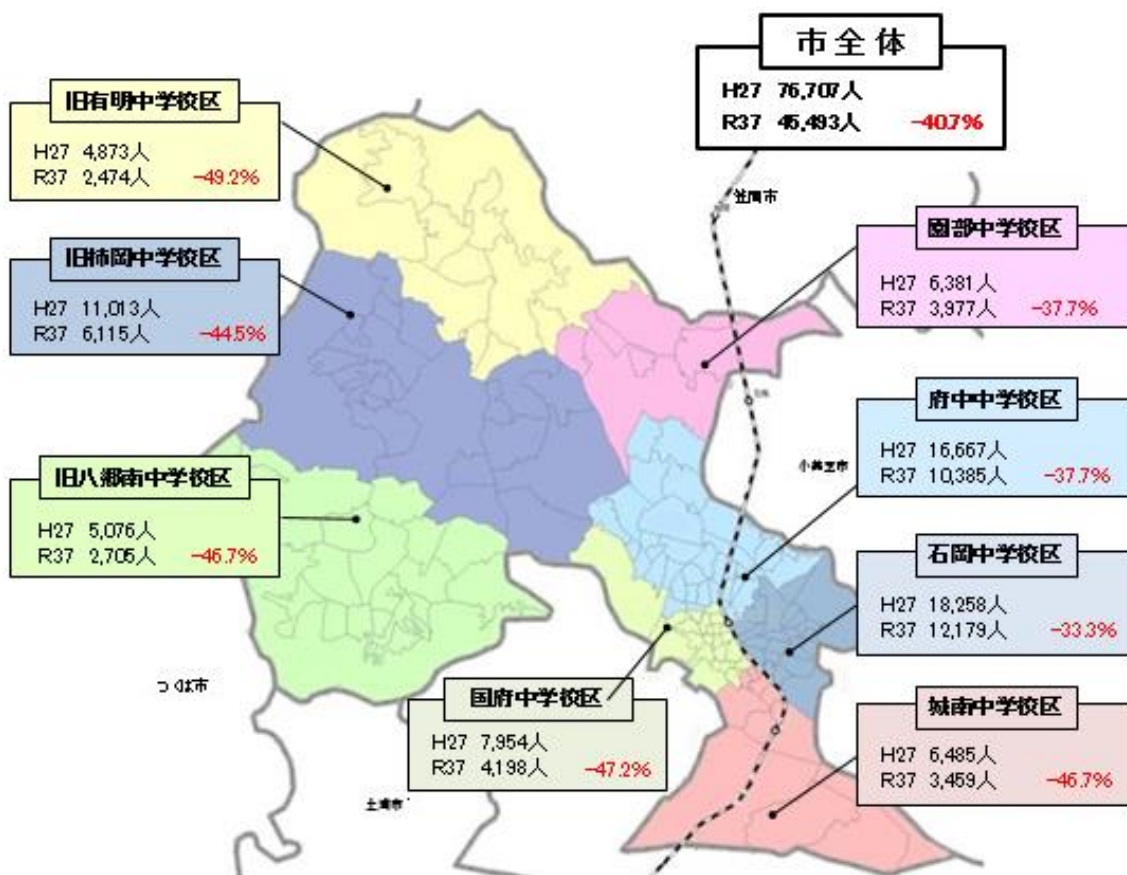 市全体
H27 76,707人
R37 45,493人 -40.7%
旧有明中学校区
H27 4,873人
R37 2,474人 -49.2%
笠間市
園部中学校区
H27 6,381人
R37 3,977人 -37.7%
旧柿岡中学校区
H27 11,013人
R37 6,115人 -44.5%
府中中学校区
H27 16,667人
R37 10,385人 -37.7%
小美玉市
旧八郷南中学校区
H27 5,076人
R37 2,705人 -46.7%
石岡中学校区
H27 18,258人
R37 12,179人 -33.3%
つくば市
国府中学校区
H27 7,954人
R37 4,198人 -47.2%
城南中学校区
H27 6,485人
R37 3,459人 -46.7%
土浦市